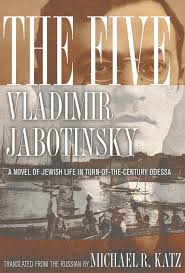 THE FIVE
VLADIMIR
JABOTINSKY
A NOVEL OF JEWISH LIFE IN TURN-OF-THE-CENTURY ODESSA
TRANSLATED FROM THE RUSSIAN BY MICHAEL R. KATZ